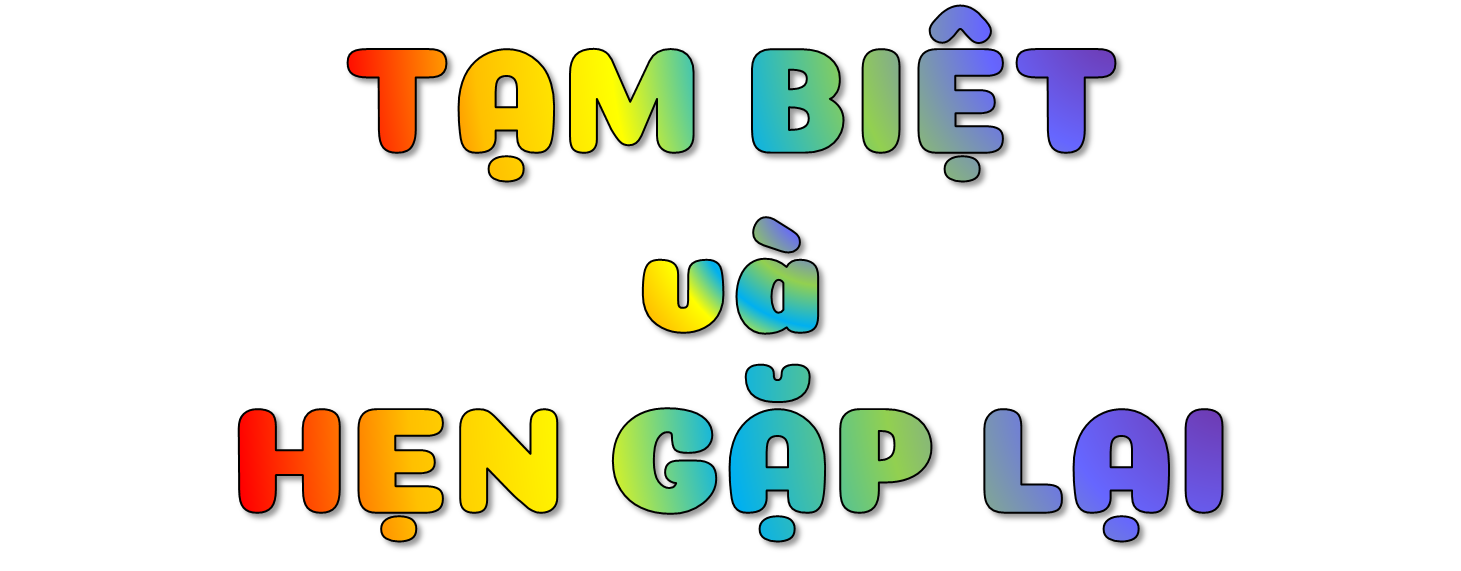 TẠM BIỆT
và
HẸN GẶP LẠI